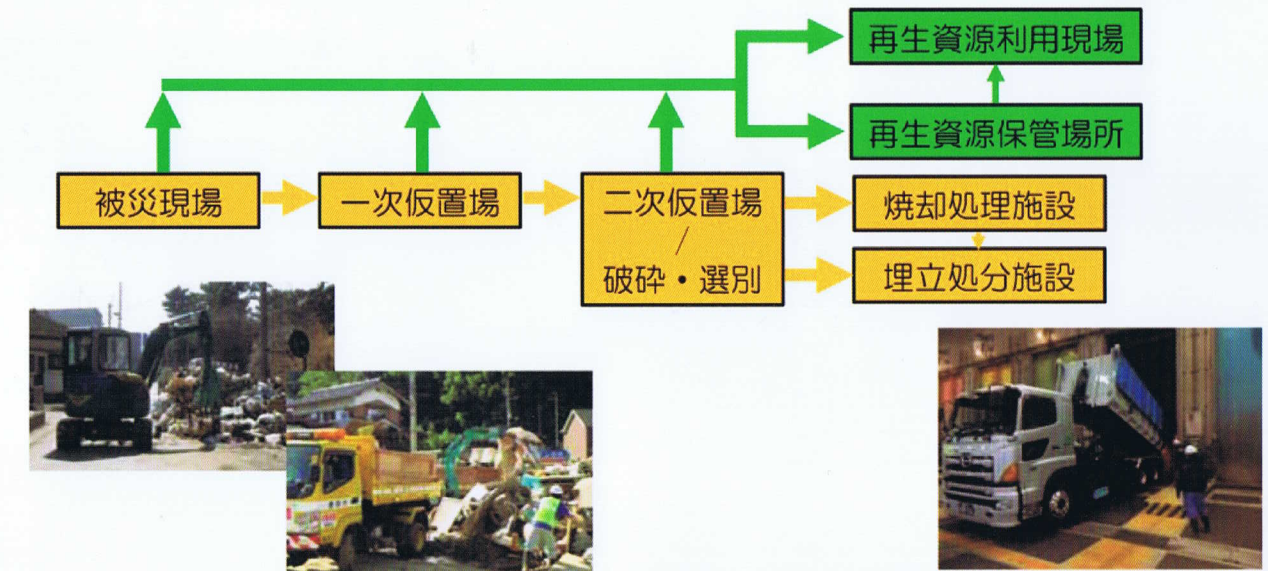 再生資源利用現場
再生資源保管場所
被災現場
一次仮置場
二次仮置場
/
破砕・選別
焼却処理施設
埋立処分施設